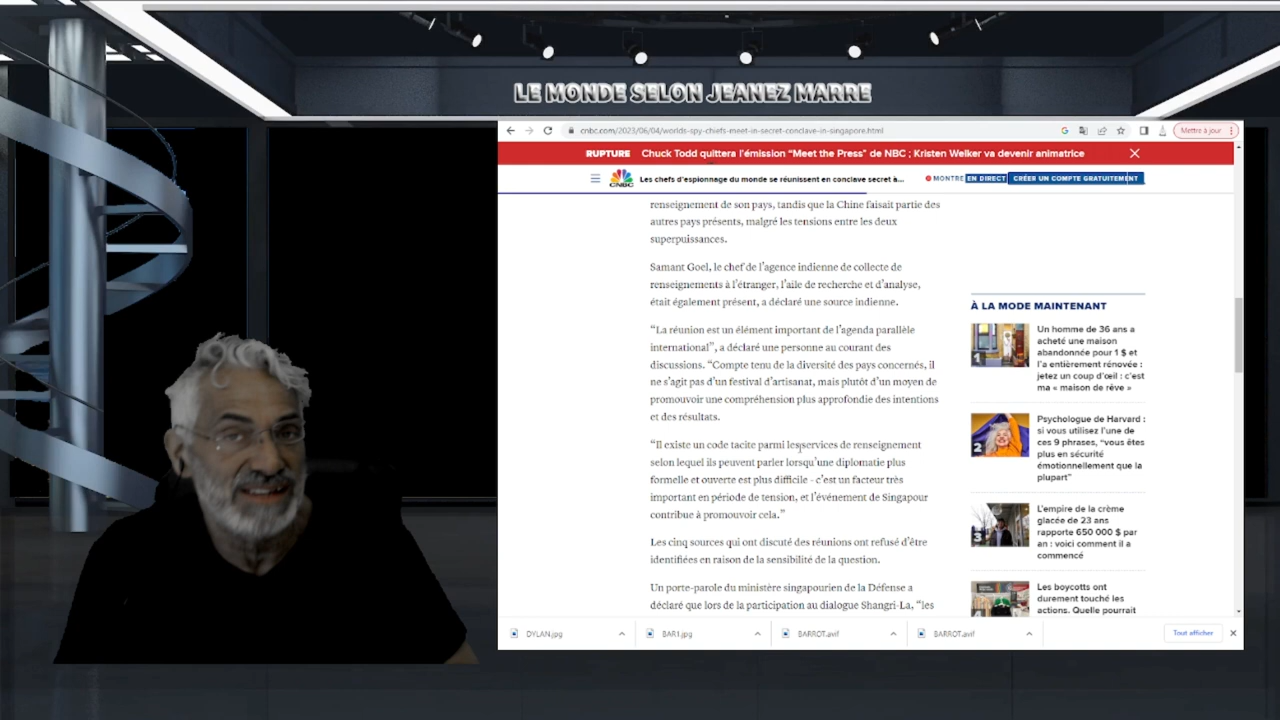 LE MONDE SELON JEANEZ MARRE
cnbc.com/2023/06/04/worlds-spy-chiefs-meet-in-secret-conclave-in-singapore.html
Mettre à jour
RUPTURE Chuck Todd quittera l'émission “Meet the Press” de NBC ; Kristen Welker va devenir animatrice
CNBC
Les chefs d'espionnage du monde se réunissent en conclave secret à...
MONTRE EN DIRECT CRÉER UN COMPTE GRATUITEMENT
renseignement de son pays, tandis que la Chine faisait partie des
autres pays présents, malgré les tensions entre les deux
superpuissances.
Samant Goel, le chef de l'agence indienne de collecte de
renseignements à l'étranger, l'aile de recherche et d'analyse,
était également présent, a déclaré une source indienne.
“La réunion est un élément important de l'agenda parallèle
international”, a déclaré une personne au courant des
discussions. “Compte tenu de la diversité des pays concernés, il
ne s'agit pas d'un festival d'artisanat, mais plutôt d'un moyen de
promouvoir une compréhension plus approfondie des intentions
et des résultats.
“Il existe un code tacite parmi les services de renseignement
selon lequel ils peuvent parler lorsqu'une diplomatie plus
formelle et ouverte est plus difficile - c'est un facteur très
important en période de tension, et l'événement de Singapour
contribue à promouvoir cela.”
Les cinq sources qui ont discuté des réunions ont refusé d'être
identifiées en raison de la sensibilité de la question.
Un porte-parole du ministère singapourien de la Défense a
déclaré que lors de la participation au dialogue Shangri-La, “les
À LA MODE MAINTENANT
1
Un homme de 36 ans a
acheté une maison
abandonnée pour 1 $ et
l'a entièrement rénovée :
jetez un coup d'œil : c'est
ma « maison de rêve »
2
Psychologue de Harvard :
si vous utilisez l'une de
ces 9 phrases, “vous êtes
plus en sécurité
émotionnellement que la
plupart”
3
L'empire de la crème
glacée de 23 ans
rapporte 650 000 $ par
an : voici comment il a
commencé
4
Les boycotts ont
durement touché les
actions. Quelle pourrait
DYLAN.jpg
BAR1.jpg
BARROT.avif
BARROT.avif
Tout afficher